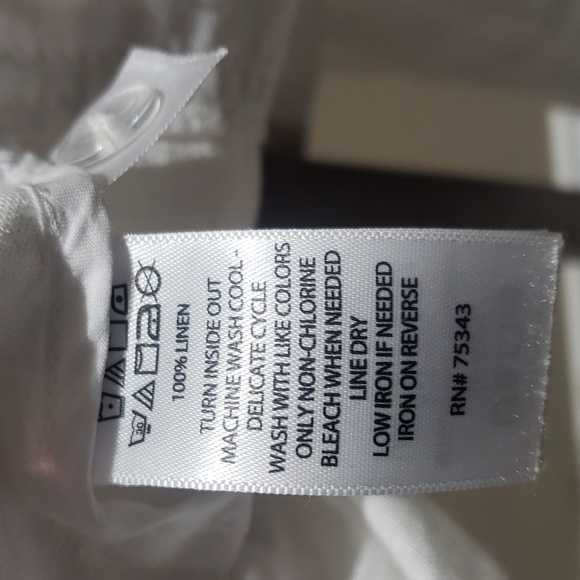 30
100% LINEN
TURN INSIDE OUT
MACHINE WASH COOL-
DELICATE CYCLE
WASH WITH LIKE COLORS
ONLY NON-CHLORINE
BLEACH WHEN NEEDED
LINE DRY
LOW IRON IF NEEDED
IRON ON REVERSE
RN# 75343